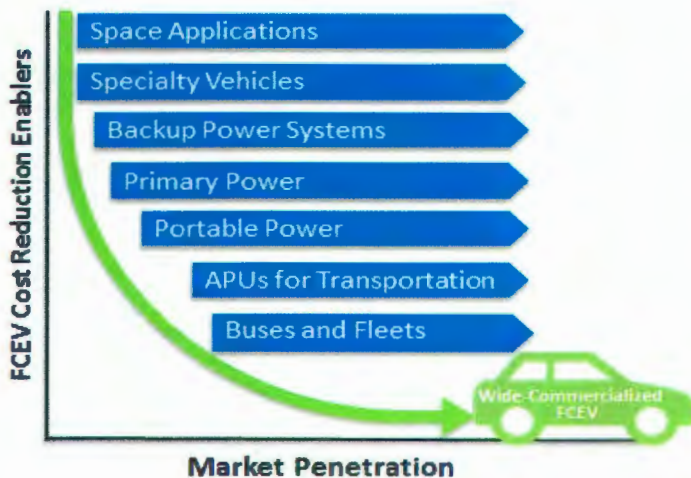 FCEV Cost Reduction Enablers
Space Applications
Specialty Vehicles
Backup Power Systems
Primary Power
Portable Power
APUs for Transportation
Buses and Fleets
Wide-Commercialized
FCEV
Market Penetration